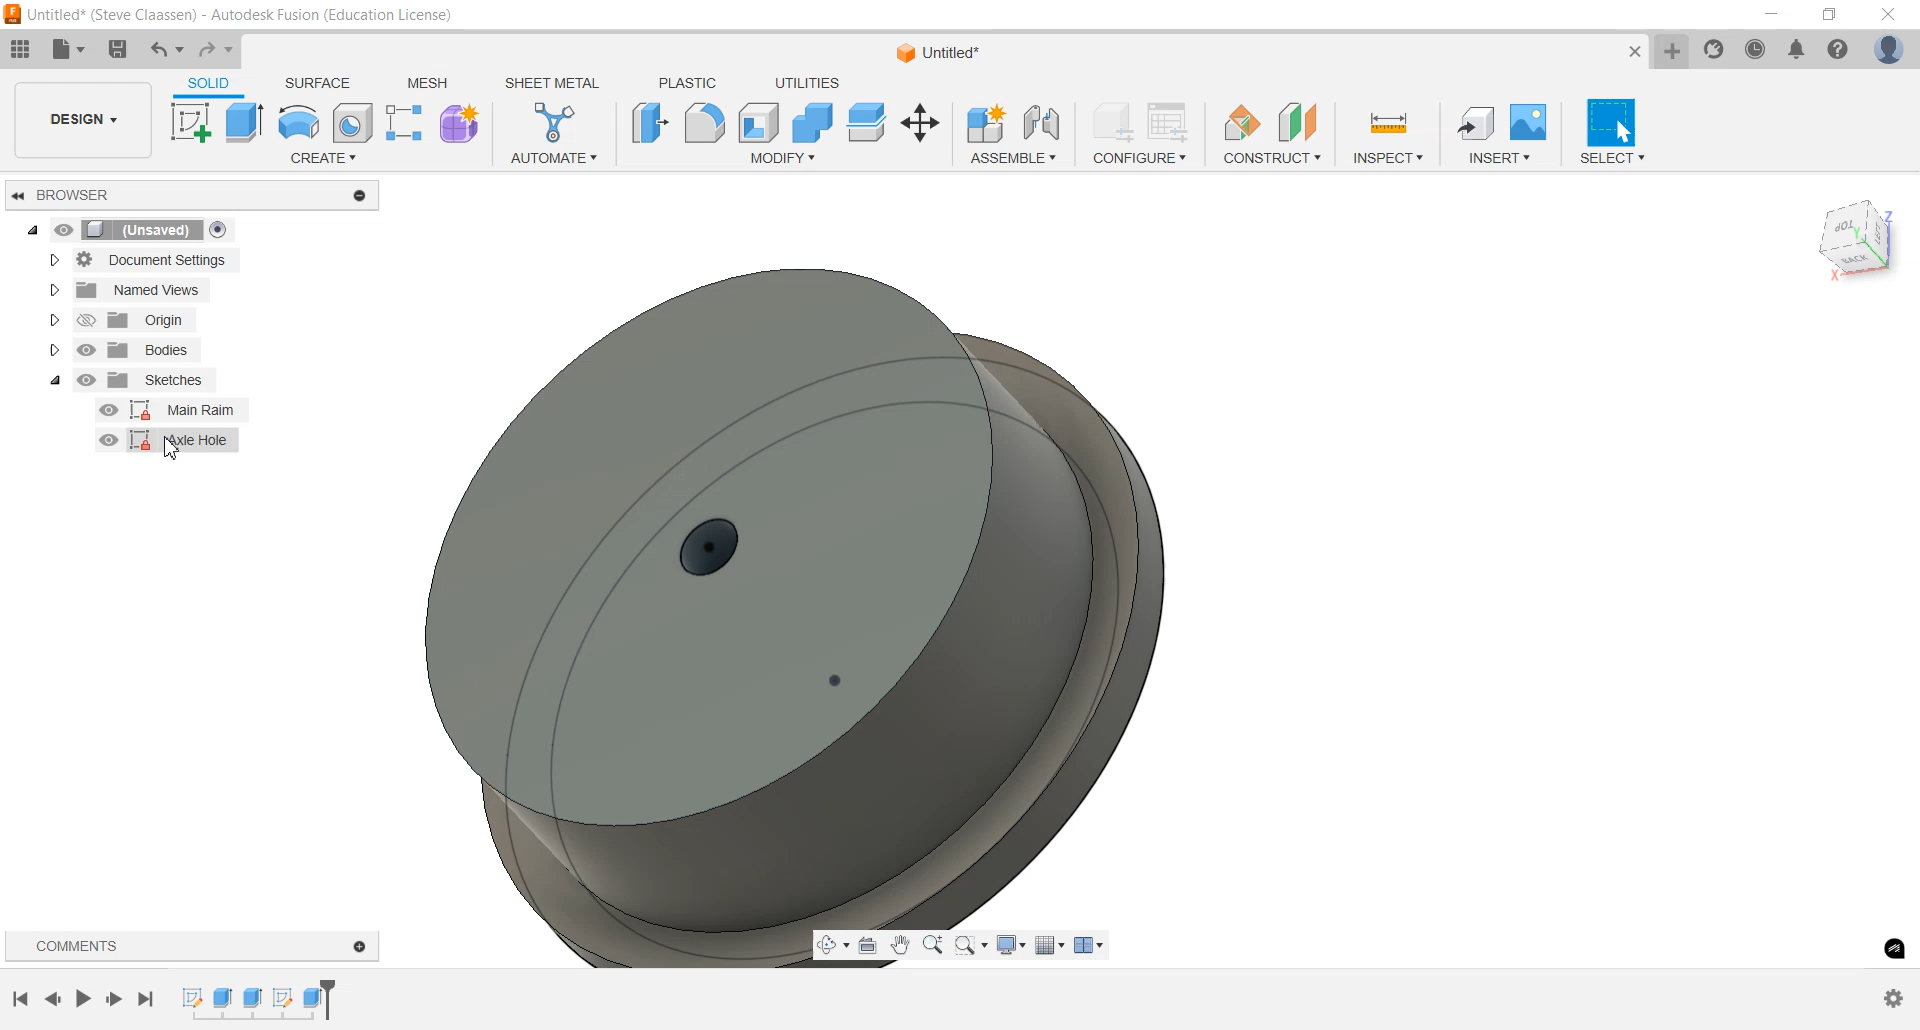 Untitled* (Steve Claassen) - Autodesk Fusion (Education License)
Untitled*
SOLID SURFACE MESH SHEET METAL PLASTIC UTILITIES
DESIGN
CREATE AUTOMATE MODIFY ASSEMBLE CONFIGURE CONSTRUCT INSPECT INSERT SELECT
BROWSER
(Unsaved)
Document Settings
Named Views
Origin
Bodies
Sketches
Main Raim
Axle Hole
TOP
BACK
X
Y
Z
COMMENTS